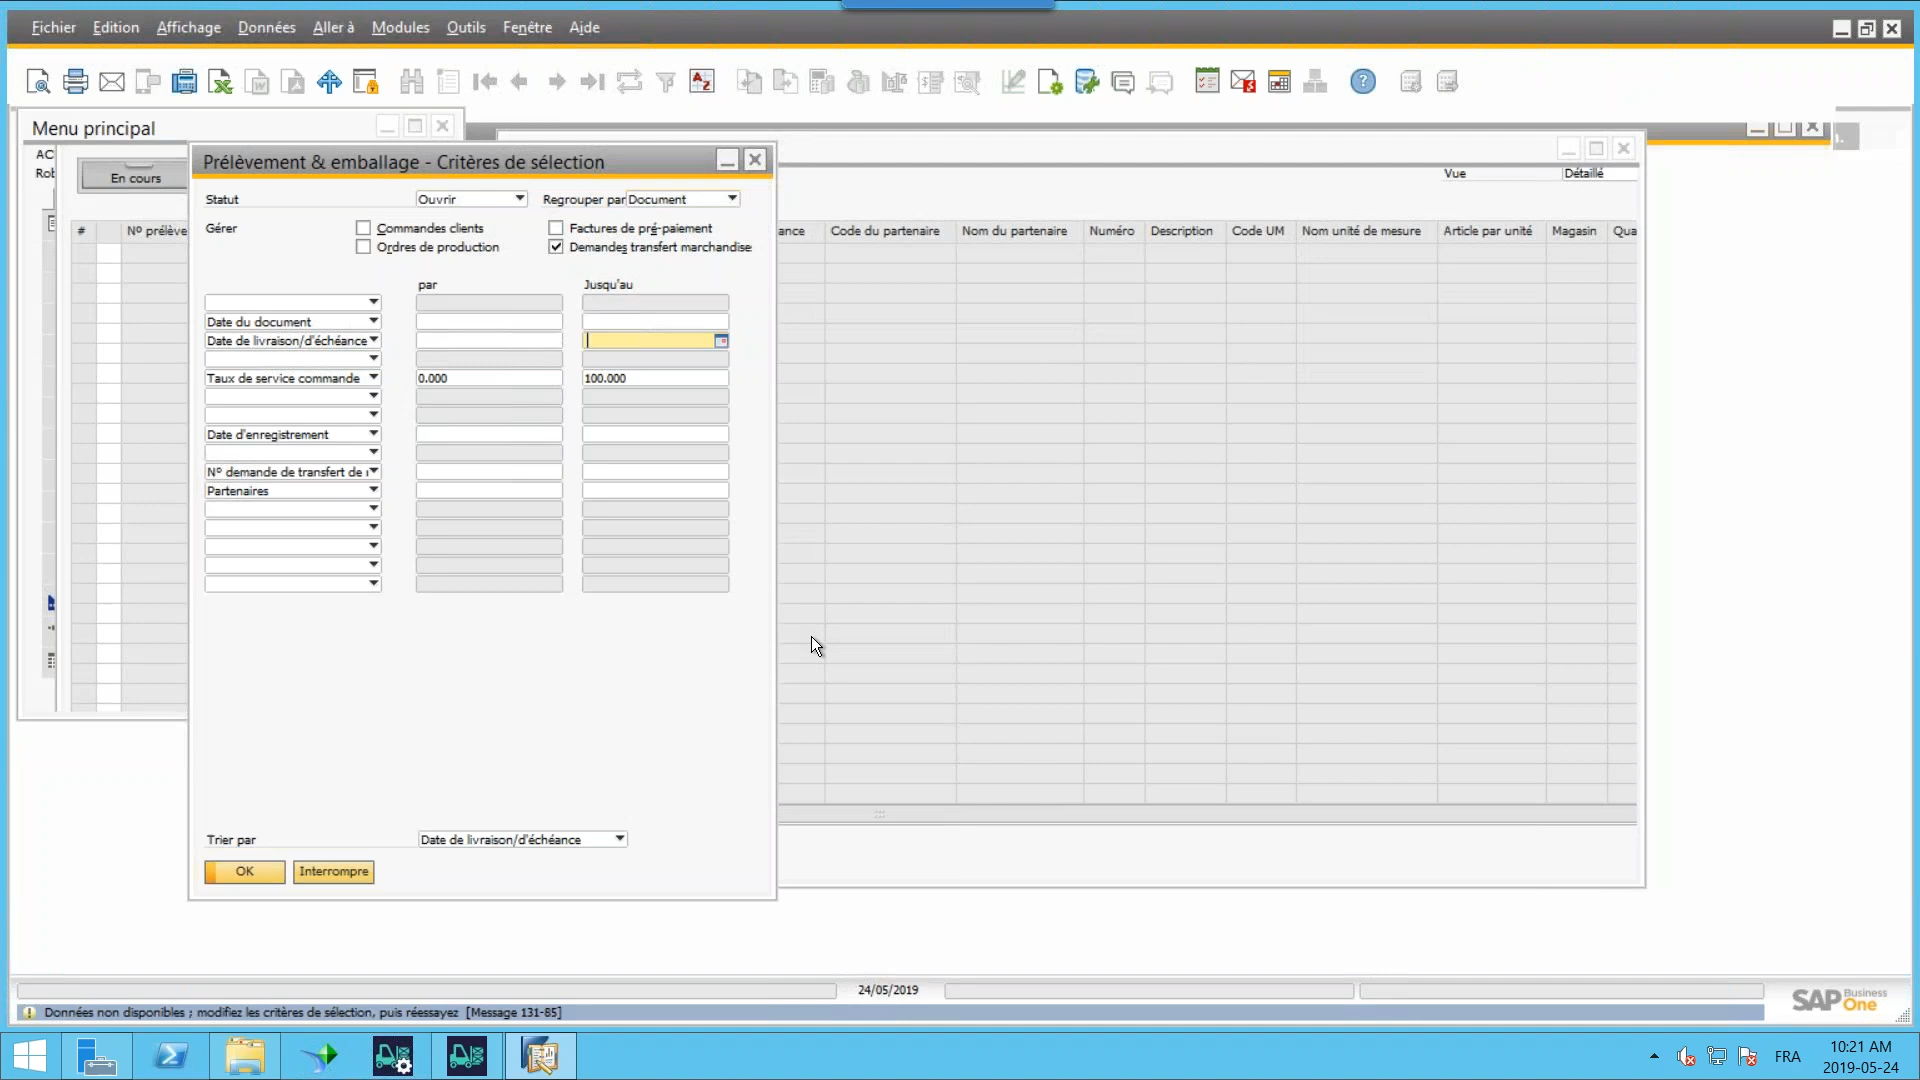 Fichier Edition Affichage Données Aller à Modules Outils Fenêtre Aide
Menu principal
AC
Rob
En cours
Prélèvement & emballage - Critères de sélection
Vue Détaillé
Statut Ouvrir Regrouper par Document
Gérer Commandes clients Factures de pré-paiement
Ordres de production Demandes transfert marchandise
# Nº prélève
ance Code du partenaire Nom du partenaire Numéro Description Code UM Nom unité de mesure Article par unité Magasin Qua
par Jusqu'au
Date du document
Date de livraison/d'échéance
Taux de service commande 0.000 100.000
Date d'enregistrement
Nº demande de transfert de
Partenaires
Trier par Date de livraison/d'échéance
OK Interrompre
24/05/2019
SAP Business One
Données non disponibles ; modifiez les critères de sélection, puis réessayez [Message 131-85]
FRA
10:21 AM
2019-05-24